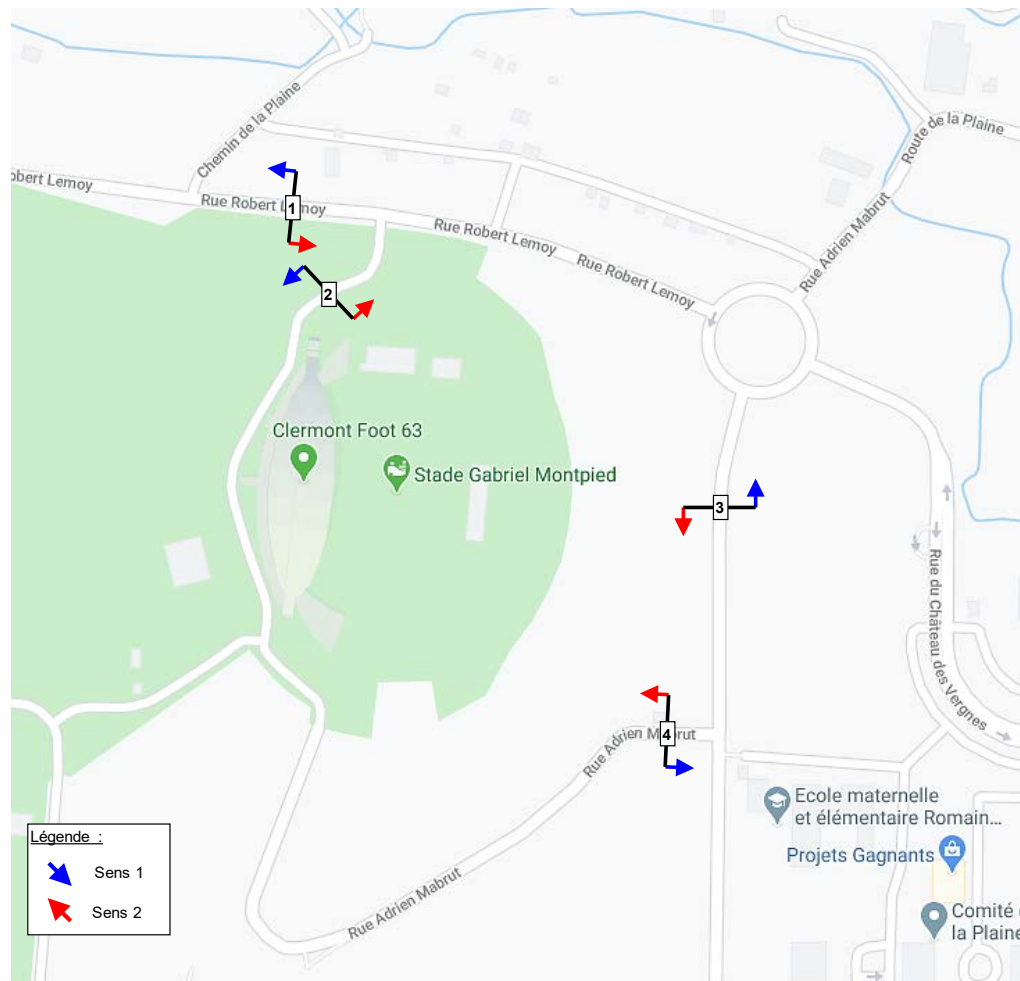 Chemin de la Plaine
Route de la Plaine
obert Lemoy
Rue Robert Lemoy
1
Rue Robert Lemoy
Rue Adrien Mabrut
Rue Robert Lemoy
2
Clermont Foot 63
Stade Gabriel Montpied
3
Rue du Château des Vergnes
4
Rue Adrien Mabrut
Ecole maternelle
et élémentaire Romain...
Projets Gagnants
Légende :
Sens 1
Sens 2
Rue Adrien Mabrut
Comité
la Plaine